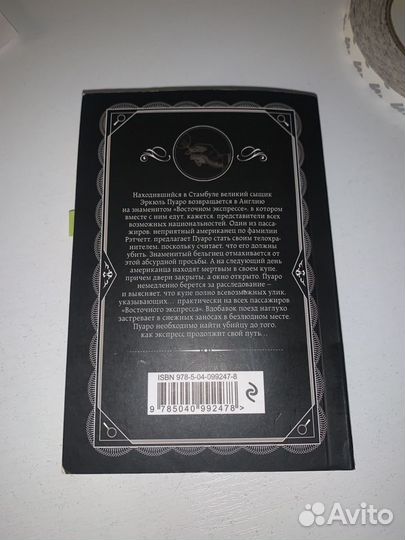 Находившийся в Стамбуле великий сыщик
Эркюль Пуаро возвращается в Англию
на знаменитом «Восточном экспрессе», в котором
вместе с ним едут, кажется, представители всех
возможных национальностей. Один из пасса-
жиров, неприятный американец по фамилии
Рэтчетт, предлагает Пуаро стать своим телохра-
нителем, поскольку считает, что его должны
убить. Знаменитый бельгиец отмахивается от
этой абсурдной просьбы. А на следующий день
американца находят мертвым в своем купе,
причем двери закрыты, а окно открыто. Пуаро
немедленно берется за расследование –
и выясняет, что купе полно всевозможных улик,
указывающих… практически на всех пассажиров
«Восточного экспресса». Вдобавок поезд наглухо
застревает в снежных заносах в безлюдном месте.
Пуаро необходимо найти убийцу до того,
как экспресс продолжит свой путь…
ISBN 978-5-04-099247-8
9 785040 992478 >
Avito